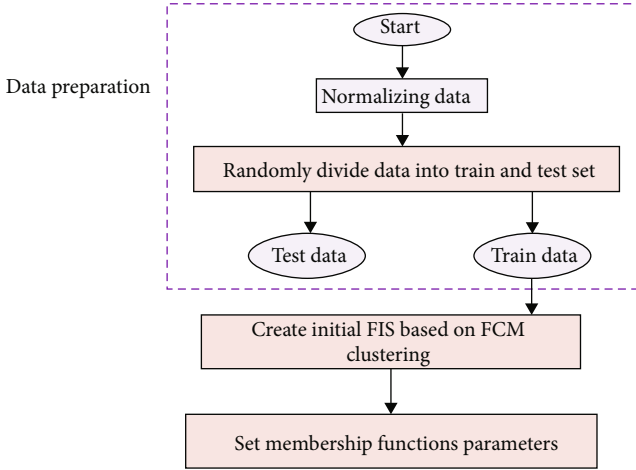 Start
Data preparation
Normalizing data
Randomly divide data into train and test set
Test data
Train data
Create initial FIS based on FCM
clustering
Set membership functions parameters